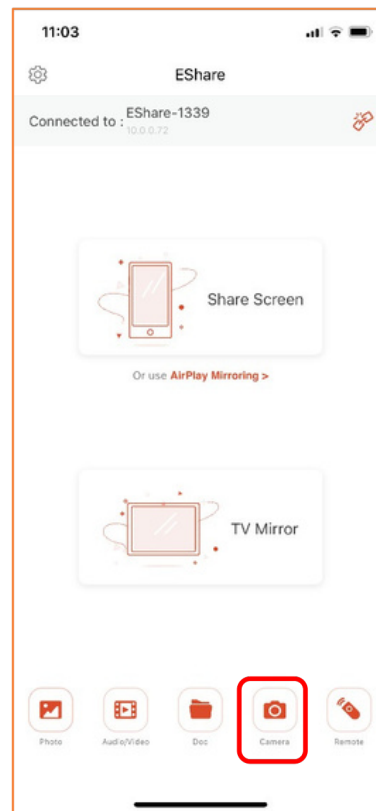 11:03
EShare
Connected to : EShare-1339
10.0.0.72
Share Screen
Or use AirPlay Mirroring >
TV Mirror
Photo Audio/Video Doc Camera Remote